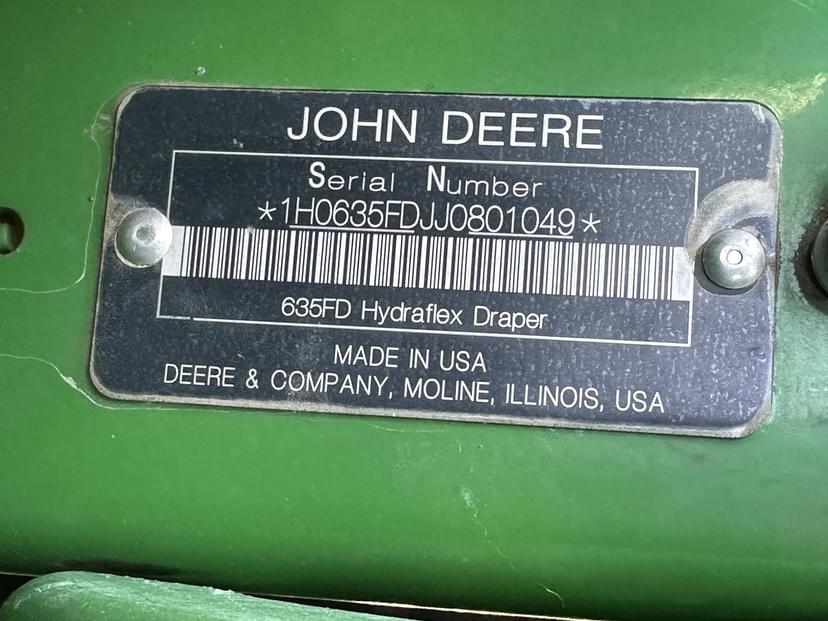 JOHN DEERE
Serial Number
*1H0635FDJJ0801049*
635FD Hydraflex Draper
MADE IN USA
DEERE & COMPANY, MOLINE, ILLINOIS, USA